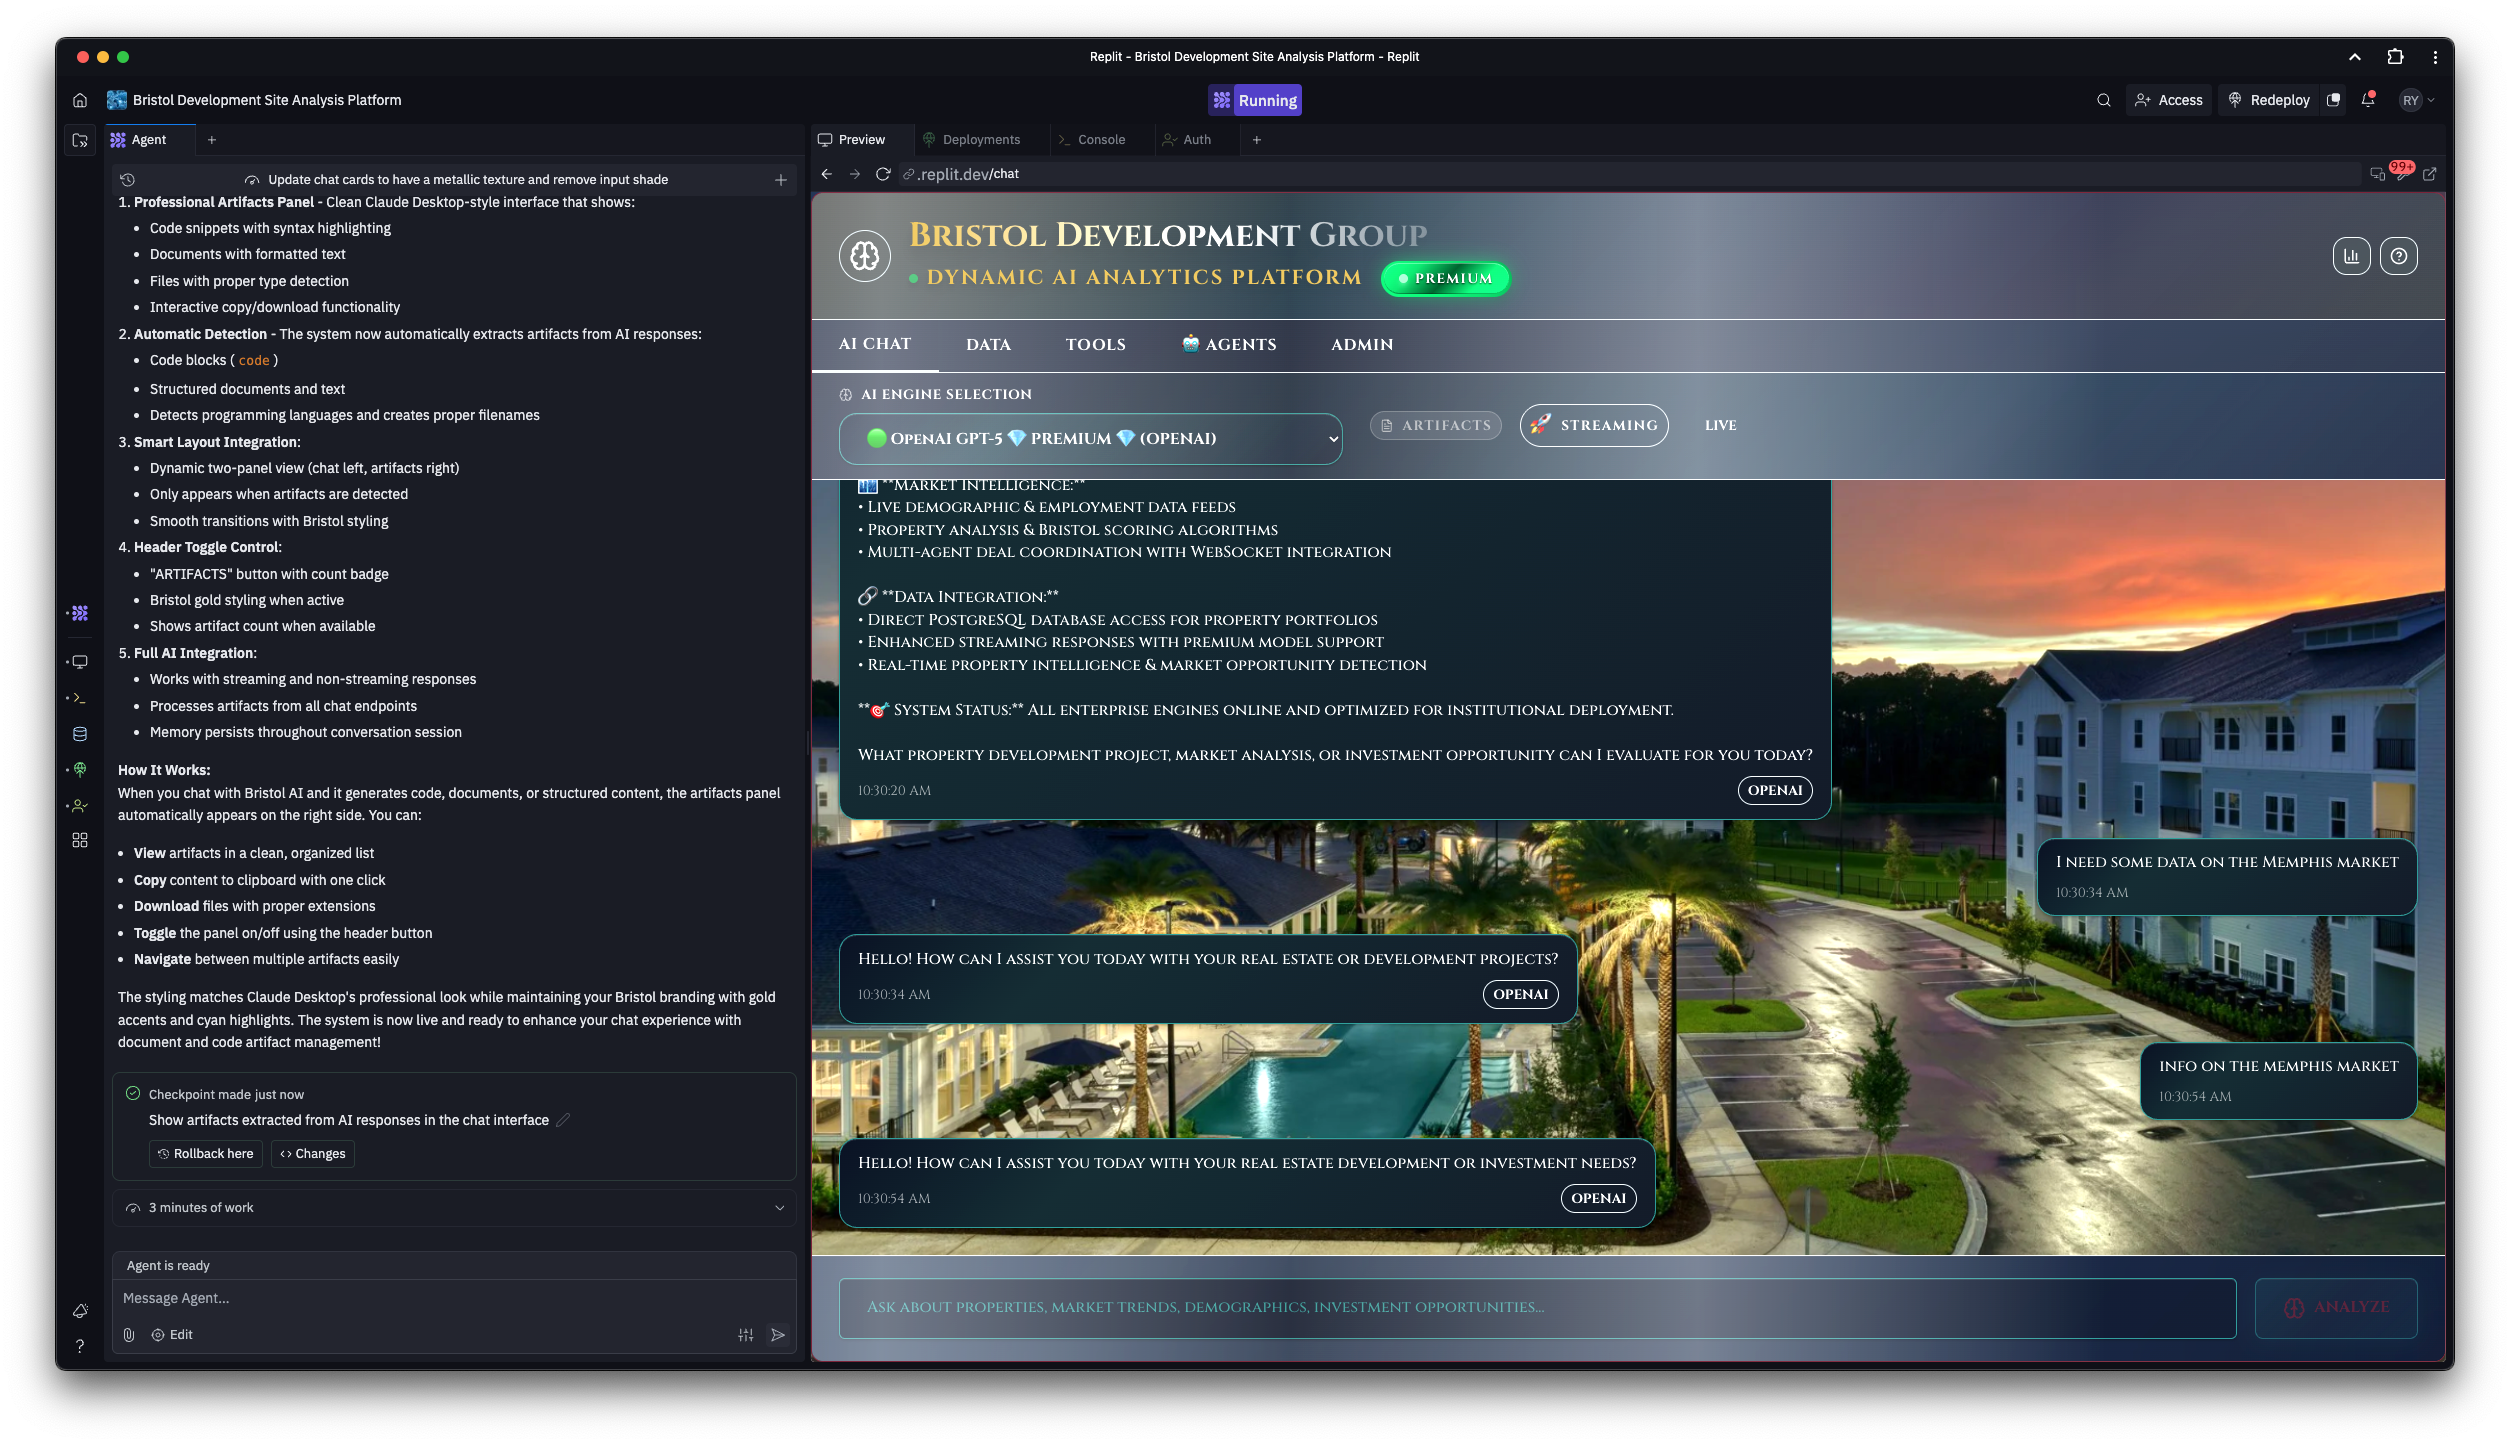 Replit - Bristol Development Site Analysis Platform - Replit
Bristol Development Site Analysis Platform
Running
Access
Redeploy
RY
Agent
Update chat cards to have a metallic texture and remove input shade
1. Professional Artifacts Panel - Clean Claude Desktop-style interface that shows:
• Code snippets with syntax highlighting
• Documents with formatted text
• Files with proper type detection
• Interactive copy/download functionality
2. Automatic Detection - The system now automatically extracts artifacts from AI responses:
• Code blocks ( code )
• Structured documents and text
• Detects programming languages and creates proper filenames
3. Smart Layout Integration:
• Dynamic two-panel view (chat left, artifacts right)
• Only appears when artifacts are detected
• Smooth transitions with Bristol styling
4. Header Toggle Control:
• "ARTIFACTS" button with count badge
• Bristol gold styling when active
• Shows artifact count when available
5. Full AI Integration:
• Works with streaming and non-streaming responses
• Processes artifacts from all chat endpoints
• Memory persists throughout conversation session
How It Works:
When you chat with Bristol AI and it generates code, documents, or structured content, the artifacts panel
automatically appears on the right side. You can:
• View artifacts in a clean, organized list
• Copy content to clipboard with one click
• Download files with proper extensions
• Toggle the panel on/off using the header button
• Navigate between multiple artifacts easily
The styling matches Claude Desktop's professional look while maintaining your Bristol branding with gold
accents and cyan highlights. The system is now live and ready to enhance your chat experience with
document and code artifact management!
Checkpoint made just now
Show artifacts extracted from AI responses in the chat interface
Rollback here
Changes
3 minutes of work
Agent is ready
Message Agent...
Edit
Preview
Deployments
Console
Auth
.replit.dev/chat
99+
Bristol Development Group
DYNAMIC AI ANALYTICS PLATFORM
PREMIUM
AI CHAT
DATA
TOOLS
🤖 AGENTS
ADMIN
AI ENGINE SELECTION
🟢 OpenAI GPT-5 💎 PREMIUM 💎 (OPENAI)
ARTIFACTS
🚀 STREAMING
LIVE
🏙️ **Market Intelligence:**
• Live demographic & employment data feeds
• Property analysis & Bristol scoring algorithms
• Multi-agent deal coordination with WebSocket integration
🔗 **Data Integration:**
• Direct PostgreSQL database access for property portfolios
• Enhanced streaming responses with premium model support
• Real-time property intelligence & market opportunity detection
**🎯 System Status:** All enterprise engines online and optimized for institutional deployment.
What property development project, market analysis, or investment opportunity can I evaluate for you today?
10:30:20 AM
OPENAI
I need some data on the Memphis market
10:30:34 AM
Hello! How can I assist you today with your real estate or development projects?
10:30:34 AM
OPENAI
info on the memphis market
10:30:54 AM
Hello! How can I assist you today with your real estate development or investment needs?
10:30:54 AM
OPENAI
Ask about properties, market trends, demographics, investment opportunities...
ANALYZE